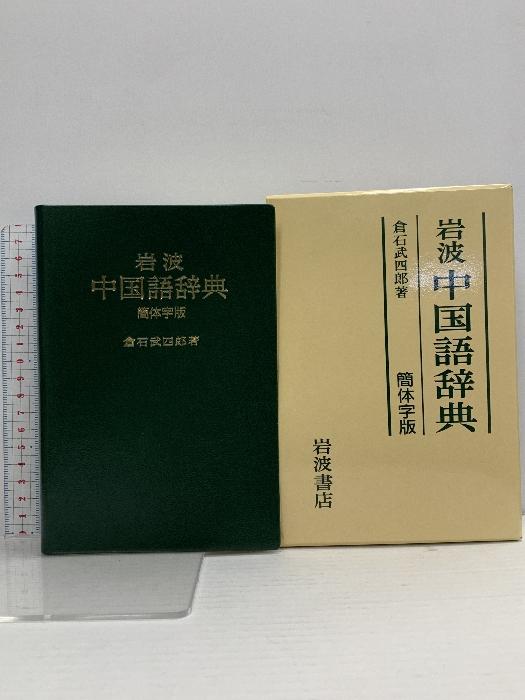 岩波
中国語辞典
簡体字版
倉石武四郎著
岩波中国語辞典
簡体字版
倉石武四郎著
岩波書店